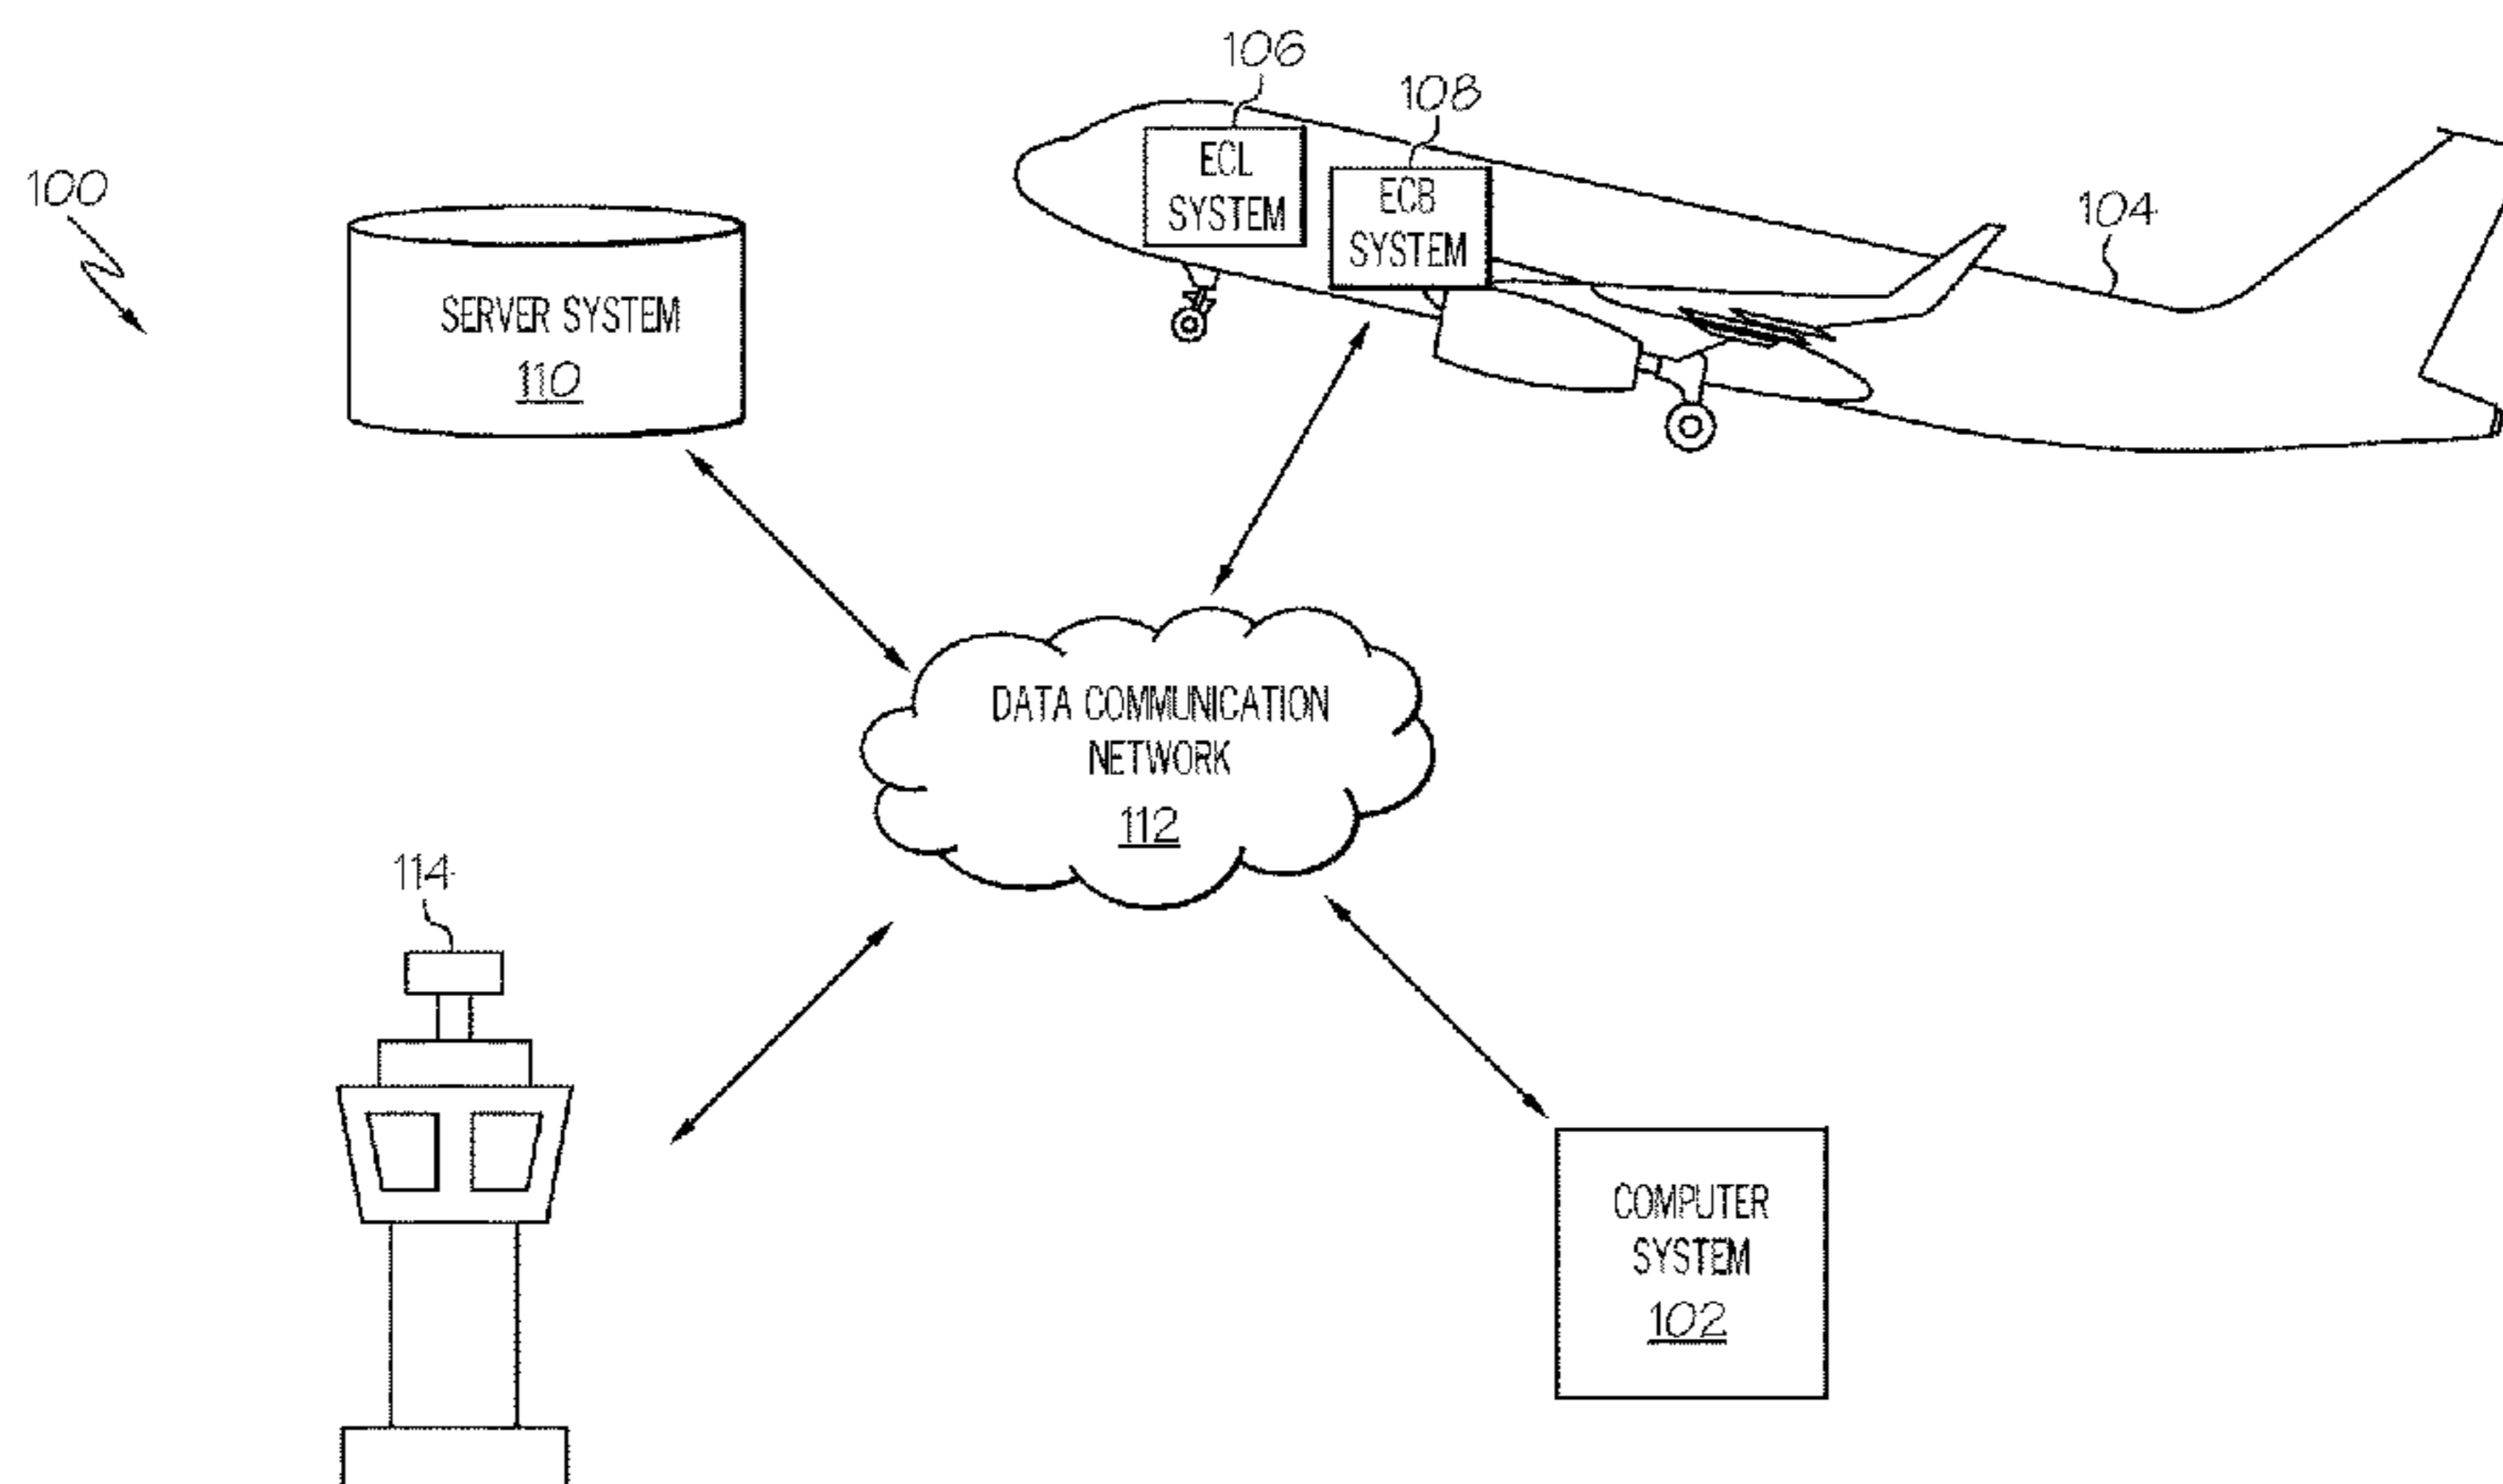 106
108
ECL
SYSTEM
ECB
SYSTEM
100
104
SERVER SYSTEM
110
DATA COMMUNICATION
NETWORK
112
114
COMPUTER
SYSTEM
102